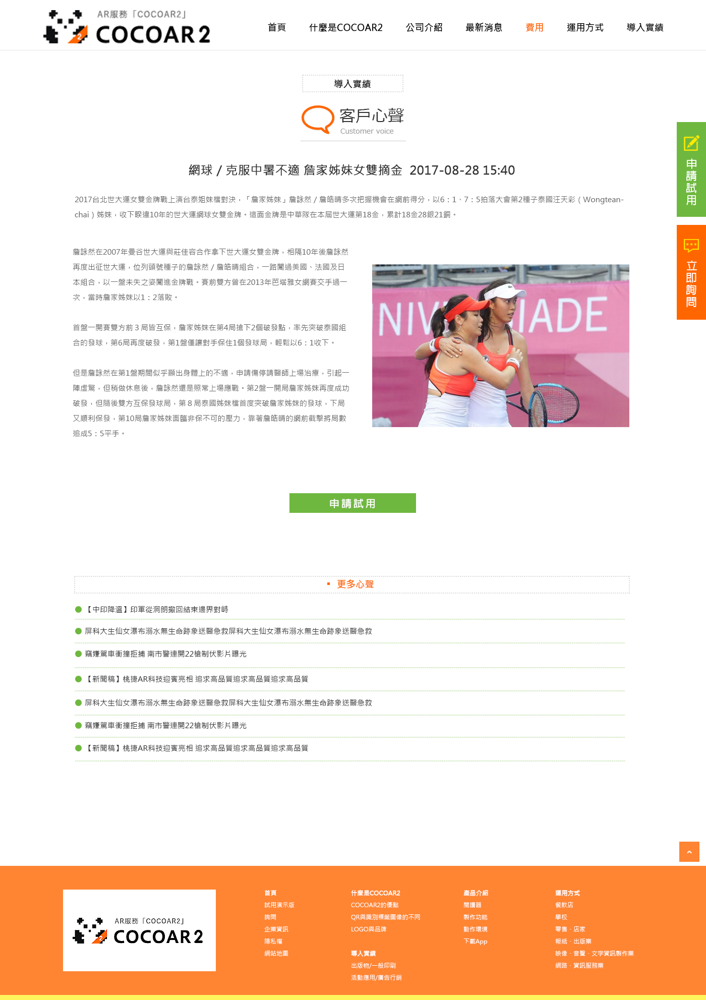 AR服務「COCOAR2」
COCOAR2
首頁
什麼是COCOAR2
公司介紹
最新消息
費用
運用方式
導入實績
導入實績
客戶心聲
Customer voice
申請試用
立即詢問
網球 / 克服中暑不適 詹家姊妹女雙摘金 2017-08-28 15:40
2017台北世大運女雙金牌戰上演台泰姐妹檔對決，「詹家姊妹」詹詠然 / 詹皓晴多次把握機會在網前得分，以6：1、7：5拍落大會第2種子泰國汪天彩（Wongtean-
chai）姊妹，收下睽違10年的世大運網球女雙金牌。這面金牌是中華隊在本屆世大運第18金，累計18金28銀21銅。
詹詠然在2007年曼谷世大運與莊佳容合作拿下世大運女雙金牌，相隔10年後詹詠然
再度出征世大運，位列頭號種子的詹詠然 / 詹皓晴組合，一路闖過美國、法國及日
本組合，以一盤未失之姿闖進金牌戰。賽前雙方曾在2013年芭塔雅女網賽交手過一
次，當時詹家姊妹以1：2落敗。
首盤一開賽雙方前３局皆互保，詹家姊妹在第4局搶下2個破發點，率先突破泰國組
合的發球，第6局再度破發，第1盤僅讓對手保住1個發球局，輕鬆以6：1收下。
但是詹詠然在第1盤期間似乎顯出身體上的不適，申請傷停請醫師上場治療，引起一
陣虛驚，但稍做休息後，詹詠然還是照常上場應戰。第2盤一開局詹家姊妹再度成功
破發，但隨後雙方互保發球局，第８局泰國姊妹檔首度突破詹家姊妹的發球，下局
又順利保發，第10局詹家姊妹面臨非保不可的壓力，靠著詹皓晴的網前截擊將局數
追成5：5平手。
NIV IADE
申請試用
更多心聲
【中印降溫】印軍從洞朗撤回結束邊界對峙
屏科大生仙女瀑布溺水無生命跡象送醫急救屏科大生仙女瀑布溺水無生命跡象送醫急救
竊嫌駕車衝撞拒捕 南市警連開22槍制伏影片曝光
【新聞稿】桃捷AR科技迎賓亮相 追求高品質追求高品質追求高品質
屏科大生仙女瀑布溺水無生命跡象送醫急救屏科大生仙女瀑布溺水無生命跡象送醫急救
竊嫌駕車衝撞拒捕 南市警連開22槍制伏影片曝光
【新聞稿】桃捷AR科技迎賓亮相 追求高品質追求高品質追求高品質
AR服務「COCOAR2」
COCOAR2
首頁
試用演示版
詢問
企業資訊
隱私權
網站地圖
什麼是COCOAR2
COCOAR2的優點
QR與識別標籤圖像的不同
LOGO與品牌
導入實績
出版物/一般印刷
活動應用/廣告行銷
產品介紹
閱讀器
製作功能
動作環境
下載App
運用方式
餐飲店
學校
零售．店家
報紙．出版業
映像．音聲．文字資訊製作業
網路．資訊服務業